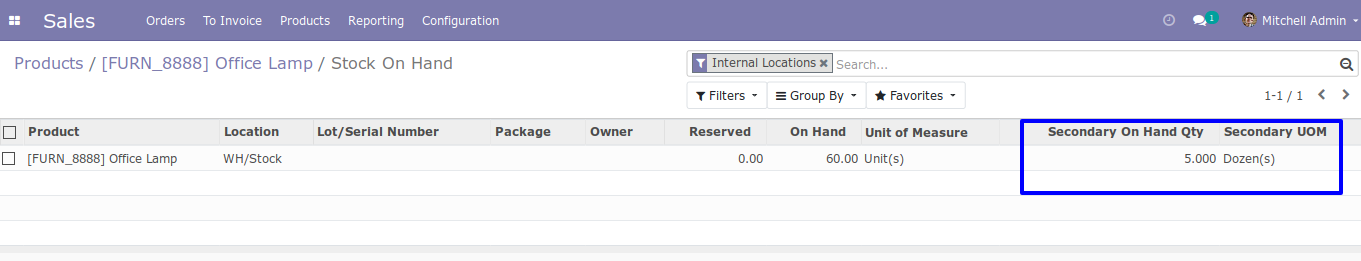 Sales Orders To Invoice Products Reporting Configuration 1 Mitchell Admin
Products / [FURN_8888] Office Lamp / Stock On Hand
Internal Locations Search...
Filters Group By Favorites 1-1 / 1
Product Location Lot/Serial Number Package Owner Reserved On Hand Unit of Measure Secondary On Hand Qty Secondary UOM
[FURN_8888] Office Lamp WH/Stock 0.00 60.00 Unit(s) 5.000 Dozen(s)